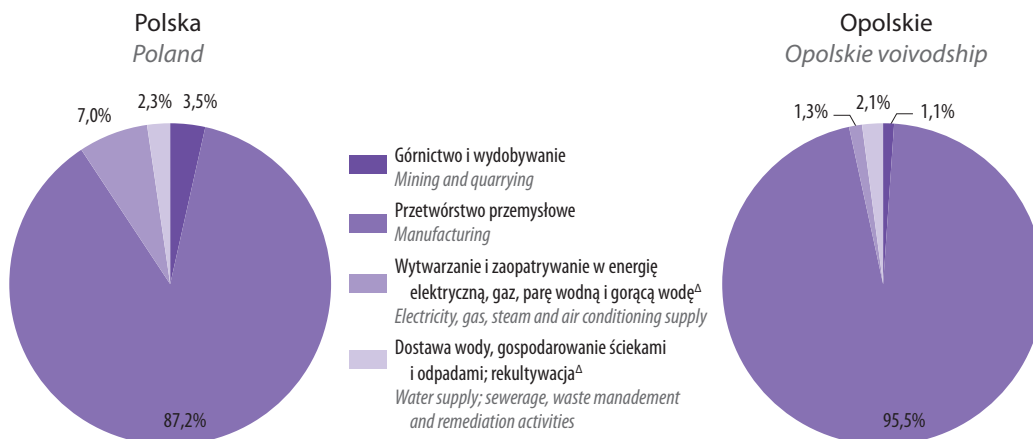 Polska
Poland
2,3%
3,5%
7,0%
87,2%
Górnictwo i wydobywanie
Mining and quarrying
Przetwórstwo przemysłowe
Manufacturing
Wytwarzanie i zaopatrywanie w energię
elektryczną, gaz, parę wodną i gorącą wodę^Δ
Electricity, gas, steam and air conditioning supply
Dostawa wody, gospodarowanie ściekami
i odpadami; rekultywacja^Δ
Water supply; sewerage, waste manadement
and remediation activities
Opolskie
Opolskie voivodship
1,3%
2,1%
1,1%
95,5%